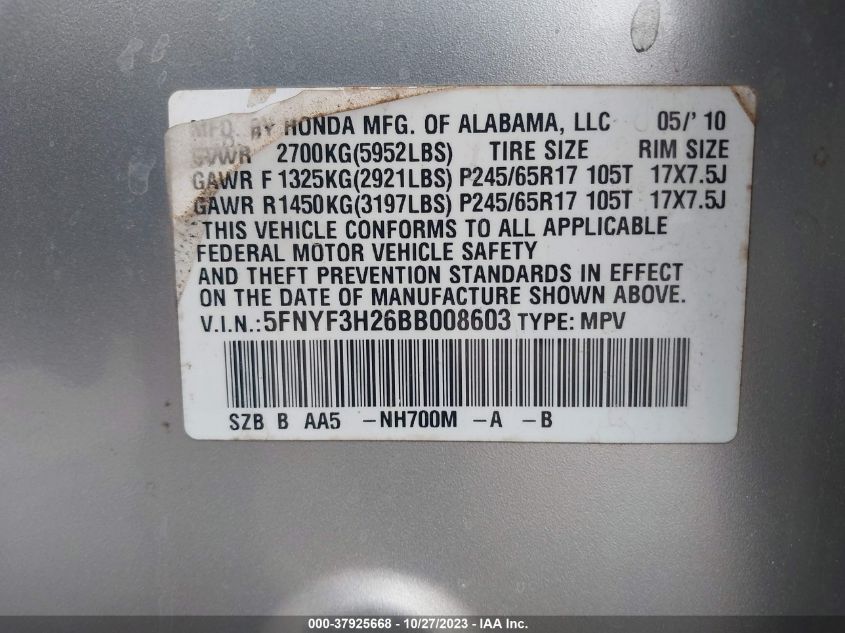 MFD. BY HONDA MFG. OF ALABAMA, LLC 05/'10
GVWR 2700KG(5952LBS) TIRE SIZE RIM SIZE
GAWR F 1325KG(2921LBS) P245/65R17 105T 17X7.5J
GAWR R1450KG(3197LBS) P245/65R17 105T 17X7.5J
THIS VEHICLE CONFORMS TO ALL APPLICABLE
FEDERAL MOTOR VEHICLE SAFETY
AND THEFT PREVENTION STANDARDS IN EFFECT
ON THE DATE OF MANUFACTURE SHOWN ABOVE.
V.I.N.:5FNYF3H26BB008603 TYPE: MPV
SZB B AA5 -NH700M -A -B
000-37925668 - 10/27/2023 - IAA Inc.